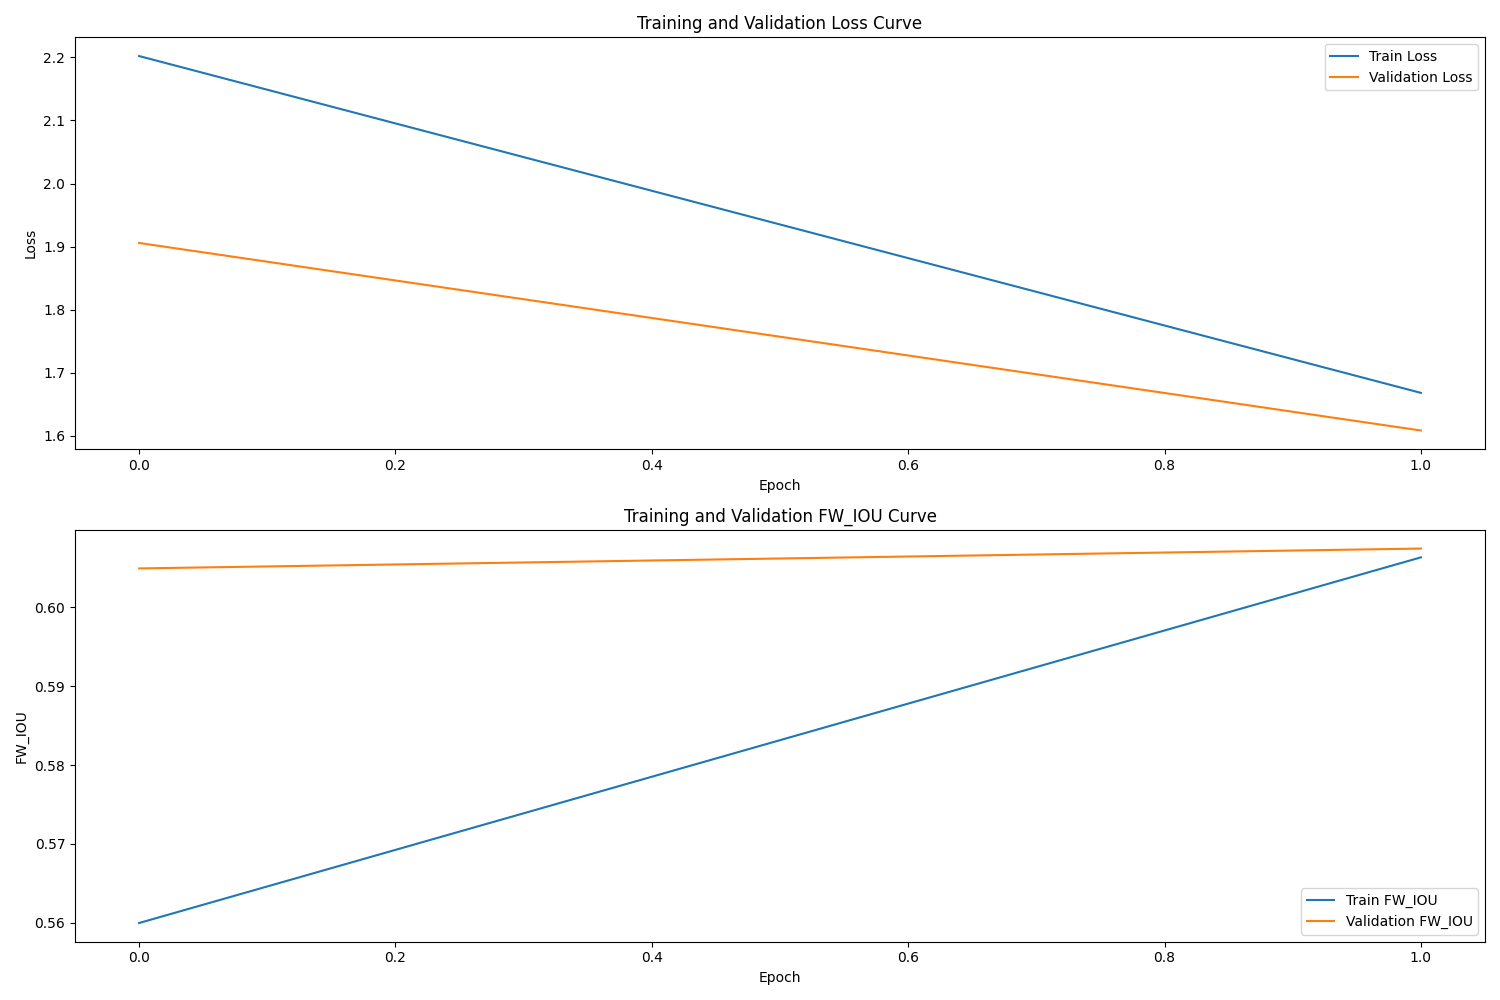 Training and Validation Loss Curve
Train Loss
Validation Loss
2.2
2.1
2.0
1.9
1.8
1.7
1.6
Loss
0.0 0.2 0.4 0.6 0.8 1.0
Epoch
Training and Validation FW_IOU Curve
0.60
0.59
0.58
0.57
0.56
FW_IOU
Train FW_IOU
Validation FW_IOU
0.0 0.2 0.4 0.6 0.8 1.0
Epoch